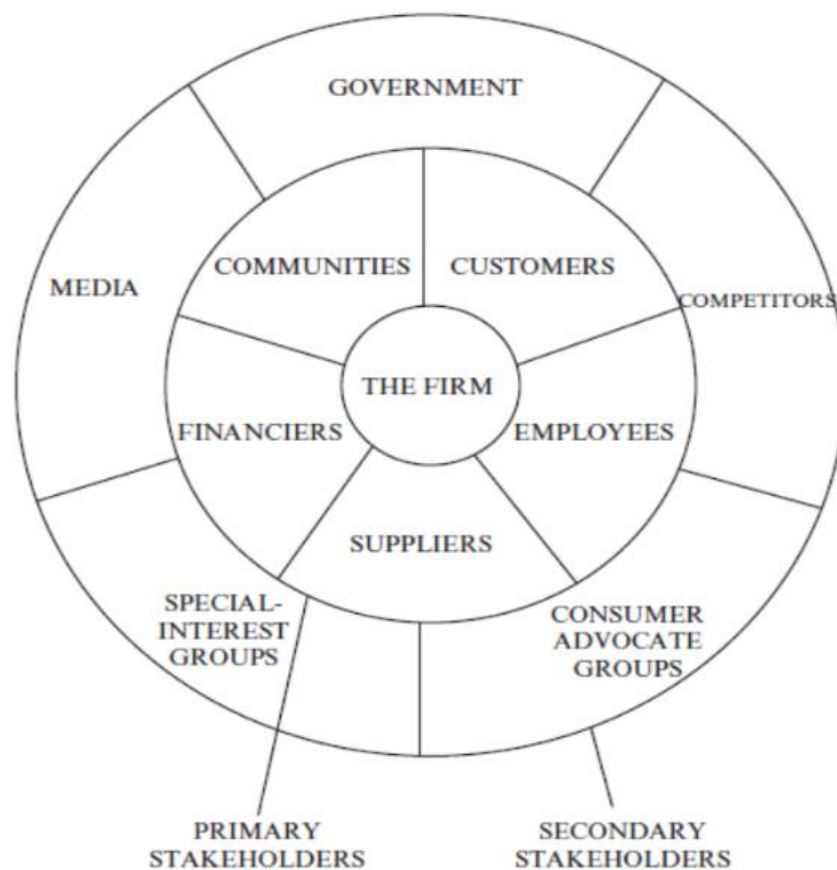 GOVERNMENT
COMMUNITIES
CUSTOMERS
MEDIA
COMPETITORS
THE FIRM
FINANCIERS
EMPLOYEES
SUPPLIERS
SPECIAL-
INTEREST
GROUPS
CONSUMER
ADVOCATE
GROUPS
PRIMARY
STAKEHOLDERS
SECONDARY
STAKEHOLDERS